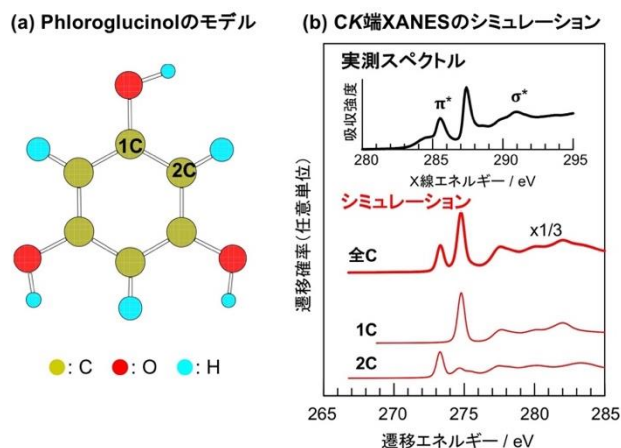 (a) Phloroglucinolのモデル
1C
2C
: C : O : H
(b) CK端XANESのシミュレーション
実測スペクトル
吸収強度
π*
σ*
280 285 290 295
X線エネルギー / eV
シミュレーション
全C
x1/3
1C
2C
遷移確率(任意単位)
265 270 275 280 285
遷移エネルギー / eV